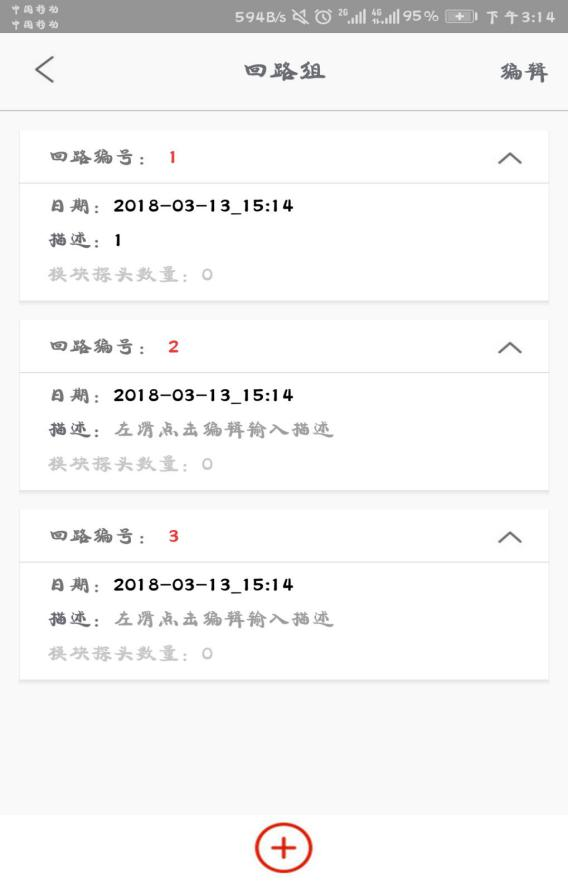 中国移动
中国移动
594B/s 2G 4G 95% 下午3:14
回路组 编辑
回路编号： 1
日期：2018-03-13_15:14
描述：1
模块探头数量：0
回路编号： 2
日期：2018-03-13_15:14
描述：左滑点击编辑输入描述
模块探头数量：0
回路编号： 3
日期：2018-03-13_15:14
描述：左滑点击编辑输入描述
模块探头数量：0